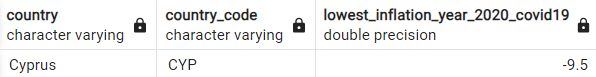 country country_code lowest_inflation_year_2020_covid19
character varying character varying double precision
Cyprus CYP -9.5